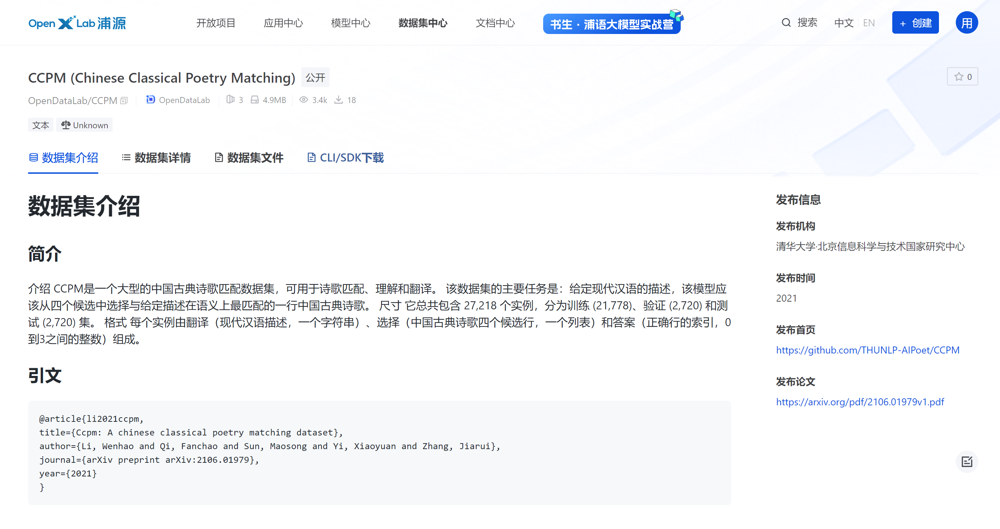 OpenXLab浦源
开放项目 应用中心 模型中心 数据集中心 文档中心 书生·浦语大模型实战营 搜索 中文 EN + 创建 用
CCPM (Chinese Classical Poetry Matching) 公开 0
OpenDataLab/CCPM OpenDataLab 3 4.9MB 3.4k 18
文本 Unknown
数据集介绍 数据集详情 数据集文件 CLI/SDK下载
数据集介绍
简介
介绍 CCPM是一个大型的中国古典诗歌匹配数据集，可用于诗歌匹配、理解和翻译。 该数据集的主要任务是：给定现代汉语的描述，该模型应
该从四个候选中选择与给定描述在语义上最匹配的一行中国古典诗歌。 尺寸 它总共包含 27,218 个实例，分为训练 (21,778)、验证 (2,720) 和测
试 (2,720) 集。 格式 每个实例由翻译（现代汉语描述，一个字符串）、选择（中国古典诗歌四个候选行，一个列表）和答案（正确行的索引，0
到3之间的整数）组成。
引文
@article{li2021ccpm,
title={Ccpm: A chinese classical poetry matching dataset},
author={Li, Wenhao and Qi, Fanchao and Sun, Maosong and Yi, Xiaoyuan and Zhang, Jiarui},
journal={arXiv preprint arXiv:2106.01979},
year={2021}
}
发布信息
发布机构
清华大学·北京信息科学与技术国家研究中心
发布时间
2021
发布首页
https://github.com/THUNLP-AIPoet/CCPM
发布论文
https://arxiv.org/pdf/2106.01979v1.pdf